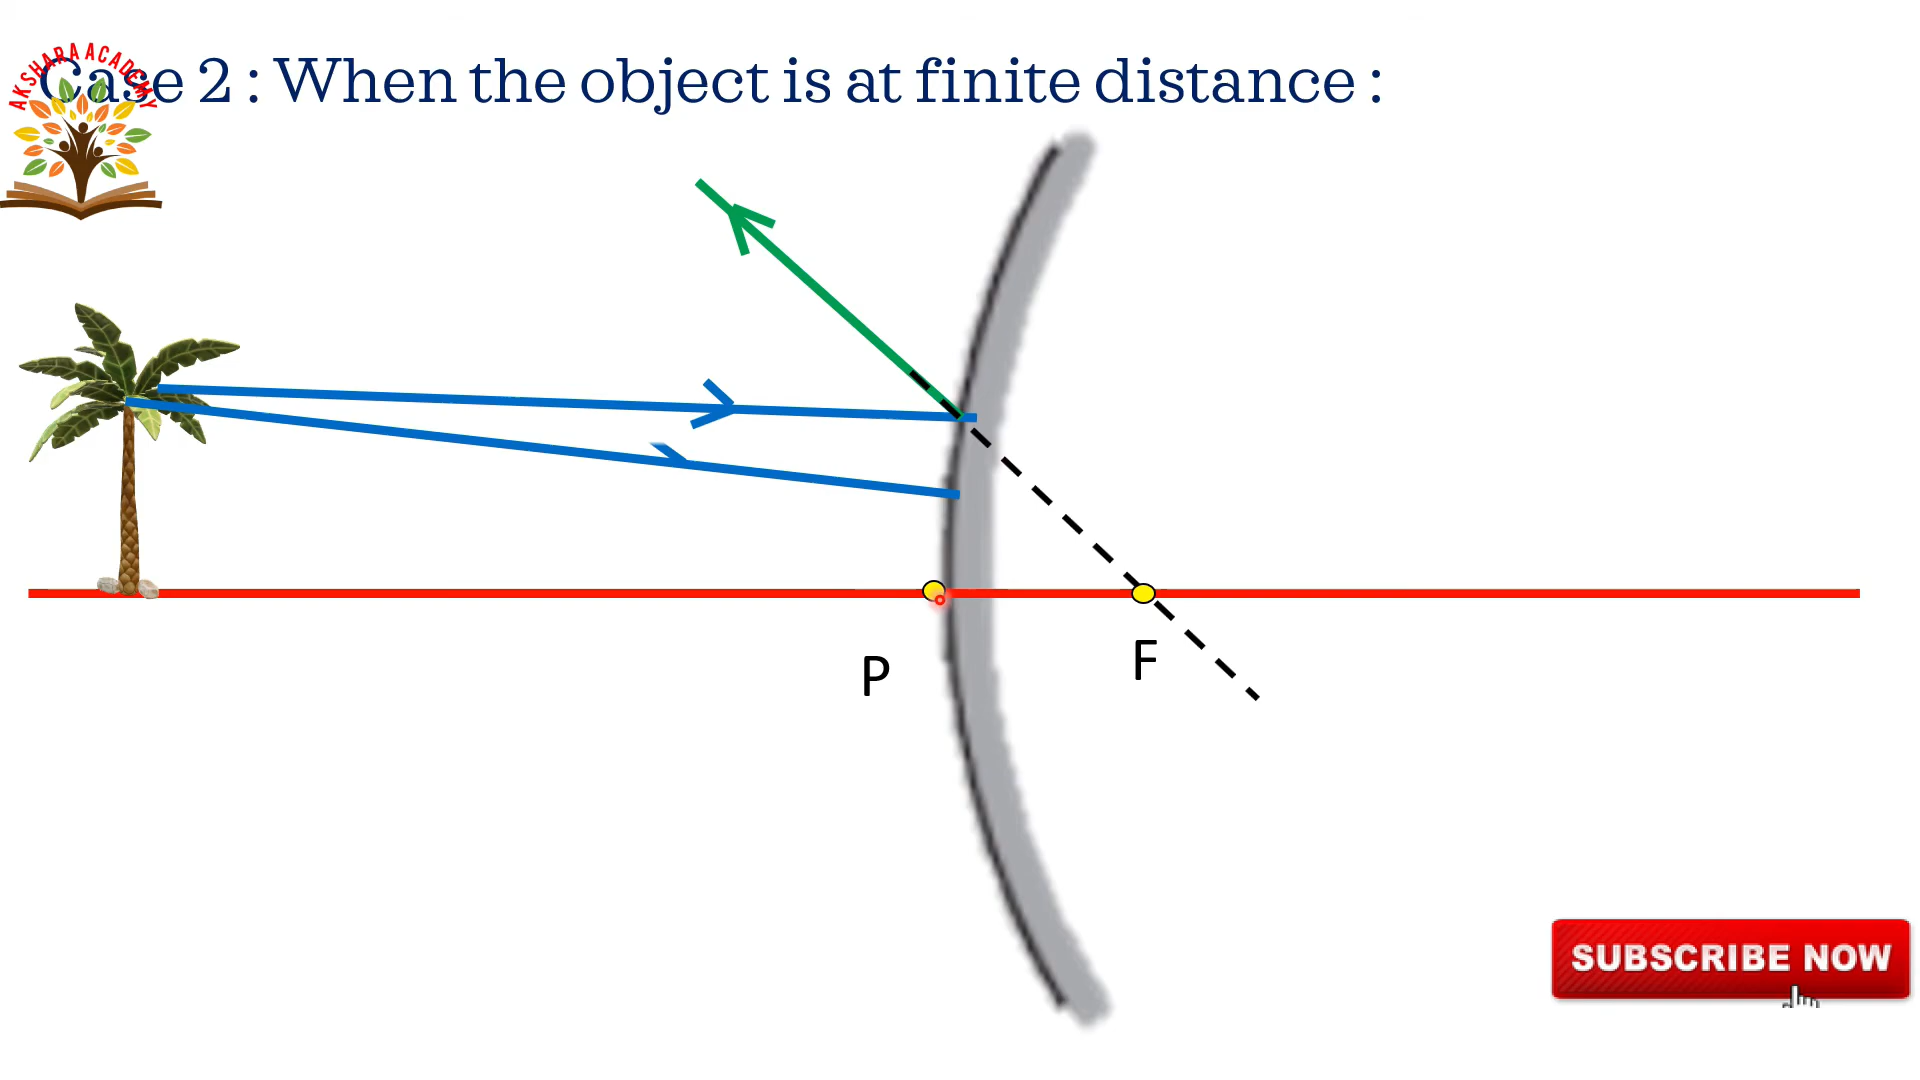 AKSHARA ACADEMY
Case 2 : When the object is at finite distance :
P
F
SUBSCRIBE NOW